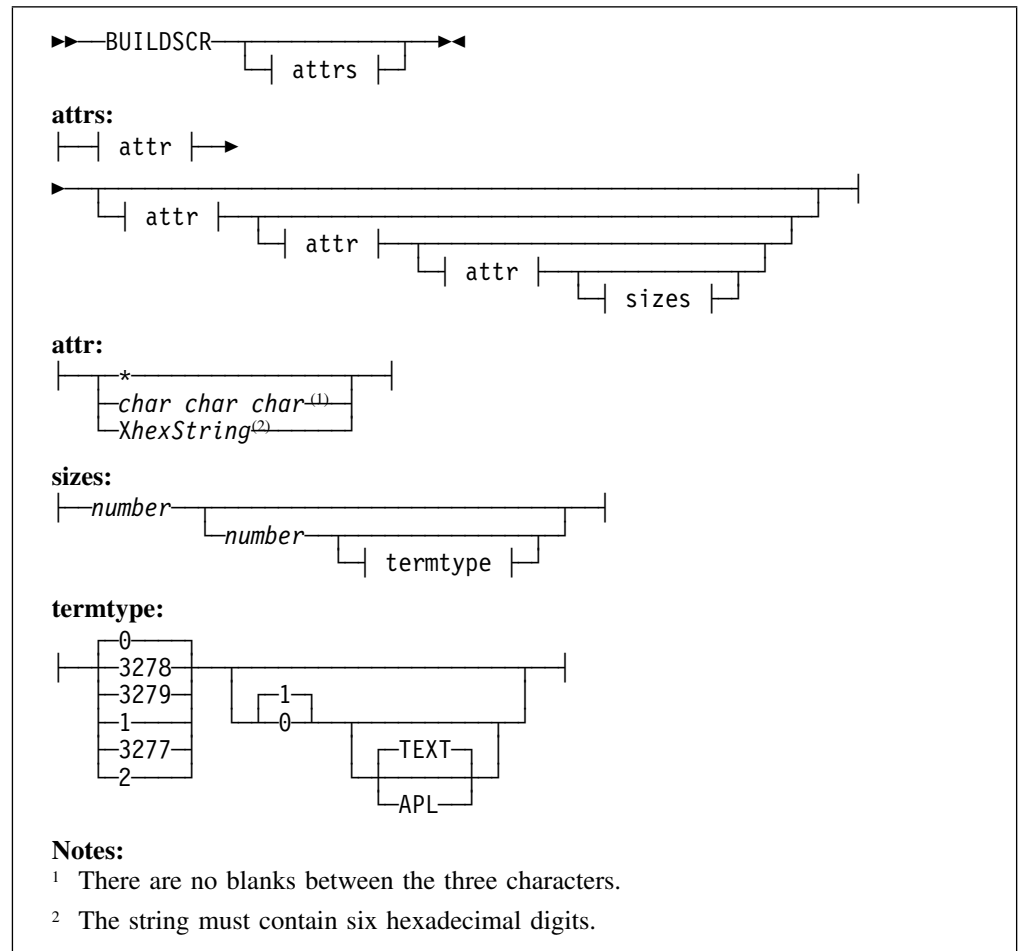 BUILDSCR
attrs
attrs:
attr
attr
attr
attr
sizes
attr:
*
char char char (1)
XhexString (2)
sizes:
number
number
termtype
termtype:
0
3278
3279 1
1 0
3277 TEXT
2
APL
Notes:
1 There are no blanks between the three characters.
2 The string must contain six hexadecimal digits.